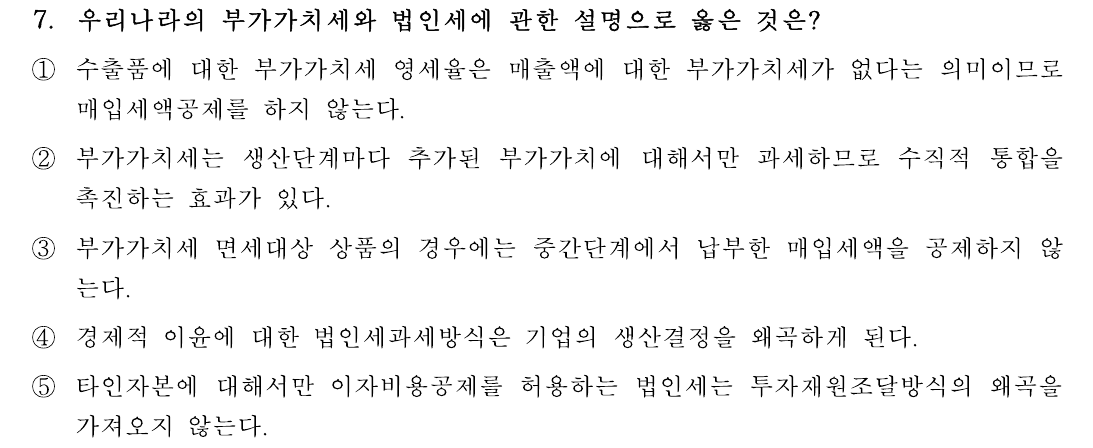 7. 우리나라의 부가가치세와 법인세에 관한 설명으로 옳은 것은?
① 수출품에 대한 부가가치세 영세율은 매출액에 대한 부가가치세가 없다는 의미이므로
매입세액공제를 하지 않는다.
② 부가가치세는 생산단계마다 추가된 부가가치에 대해서만 과세하므로 수직적 통합을
촉진하는 효과가 있다.
③ 부가가치세 면세대상 상품의 경우에는 중간단계에서 납부한 매입세액을 공제하지 않
는다.
④ 경제적 이윤에 대한 법인세과세방식은 기업의 생산결정을 왜곡하게 된다.
⑤ 타인자본에 대해서만 이자비용공제를 허용하는 법인세는 투자재원조달방식의 왜곡을
가져오지 않는다.